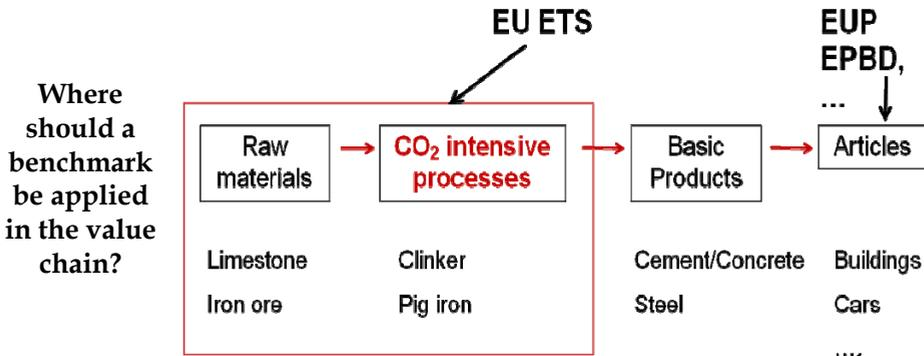 EU ETS
EUP
EPBD,
...
Where
should a
benchmark
be applied
in the value
chain?
Raw
materials
CO₂ intensive
processes
Basic
Products
Articles
Limestone
Clinker
Cement/Concrete
Buildings
Iron ore
Pig iron
Steel
Cars